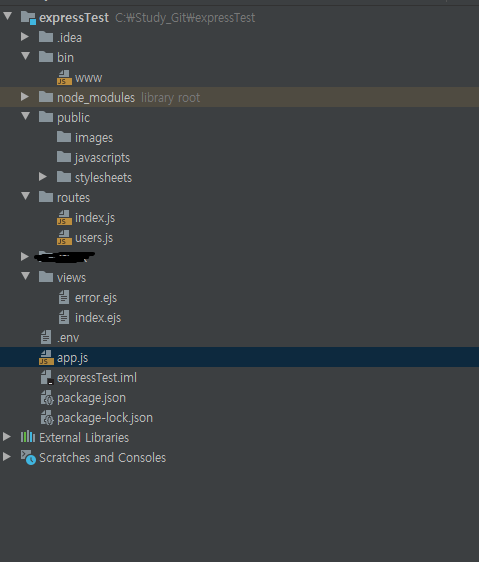 expressTest C:₩Study_Git₩expressTest
.idea
bin
www
node_modules library root
public
images
javascripts
stylesheets
routes
index.js
users.js
views
error.ejs
index.ejs
.env
app.js
expressTest.iml
package.json
package-lock.json
External Libraries
Scratches and Consoles